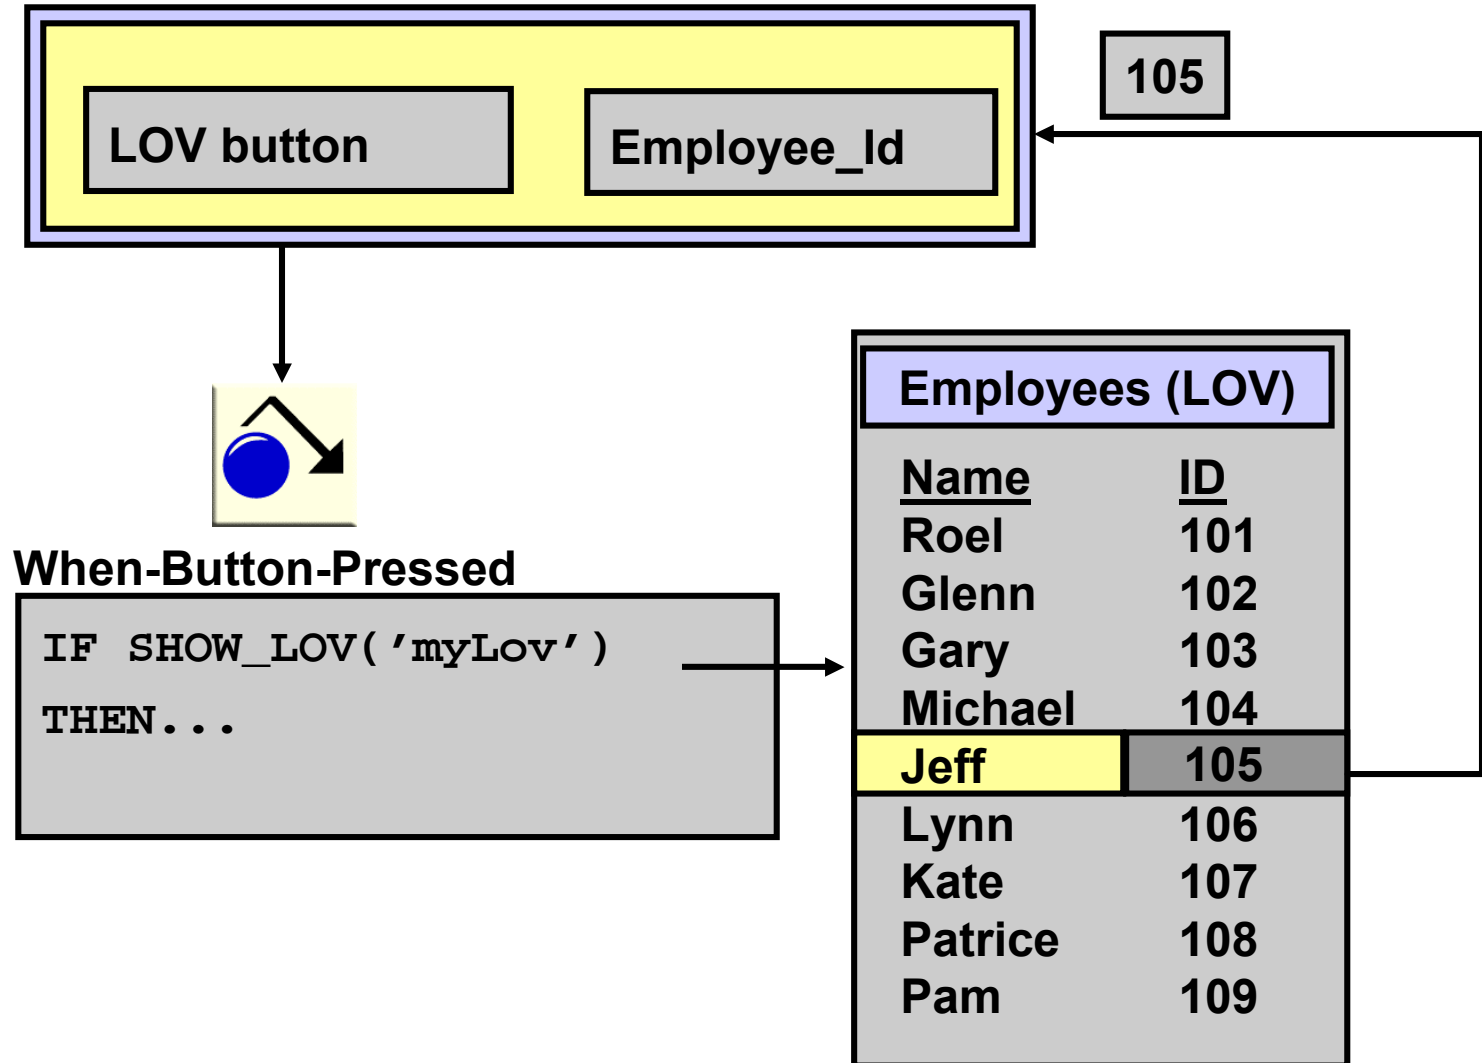 LOV button
Employee_Id
105
When-Button-Pressed
IF SHOW_LOV('myLov')
THEN...
Employees (LOV)
Name ID
Roel 101
Glenn 102
Gary 103
Michael 104
Jeff 105
Lynn 106
Kate 107
Patrice 108
Pam 109